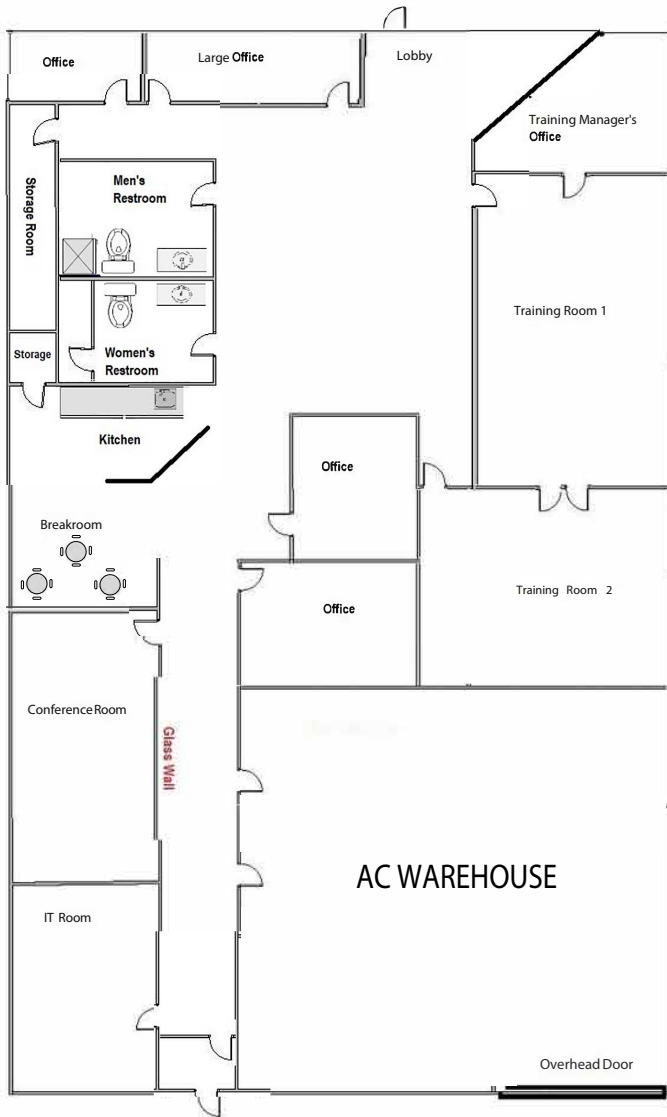 Office
Large Office
Lobby
Training Manager's
Office
Storage Room
Men's
Restroom
Training Room 1
Storage
Women's
Restroom
Kitchen
Office
Breakroom
Training Room 2
Office
Conference Room
Glass Wall
AC WAREHOUSE
IT Room
Overhead Door